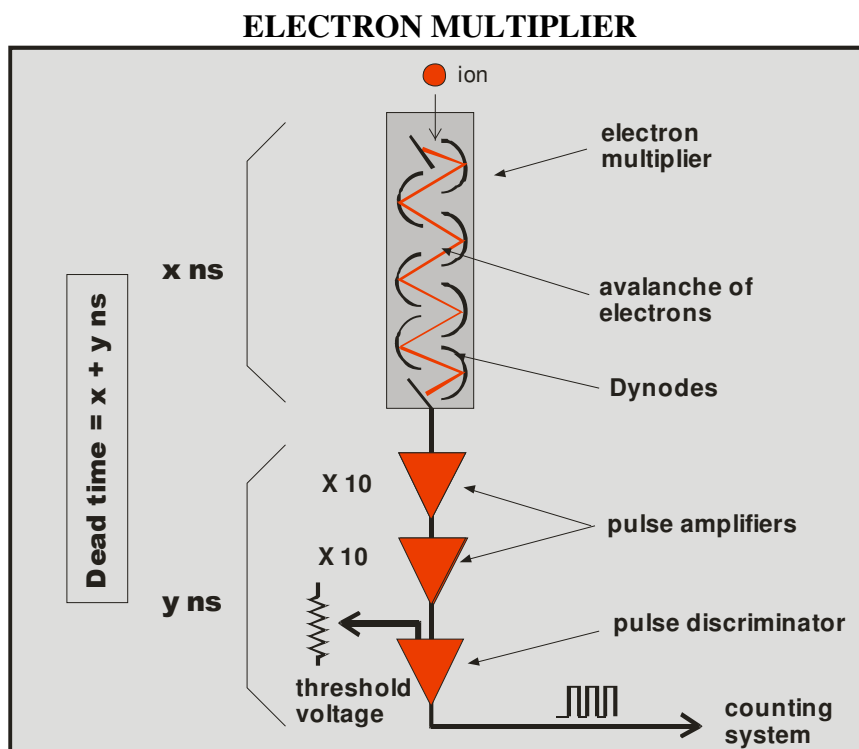 ELECTRON MULTIPLIER
ion
electron
multiplier
x ns
avalanche of
electrons
Dead time = x + y ns
Dynodes
X 10
pulse amplifiers
X 10
y ns
pulse discriminator
threshold
voltage
counting
system